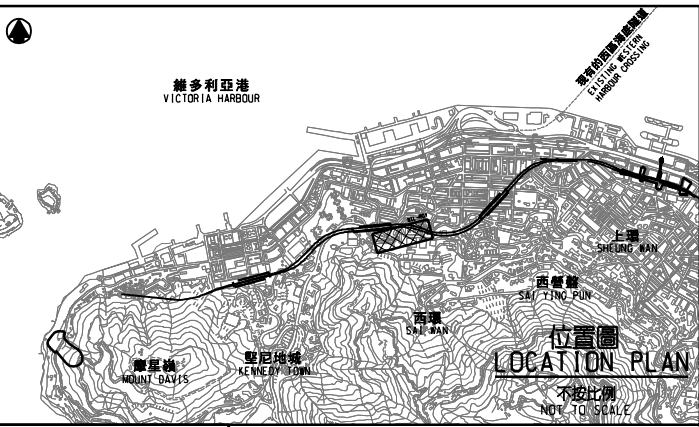 維多利亞港
VICTORIA HARBOUR
現有的西區海底隧道
EXISTING WESTERN
HARBOUR CROSSING
上環
SHEUNG WAN
西營盤
SAI YING PUN
西環
SAI WAN
摩星嶺
MOUNT DAVIS
堅尼地城
KENNEDY TOWN
位置圖
LOCATION PLAN
不按比例
NOT TO SCALE